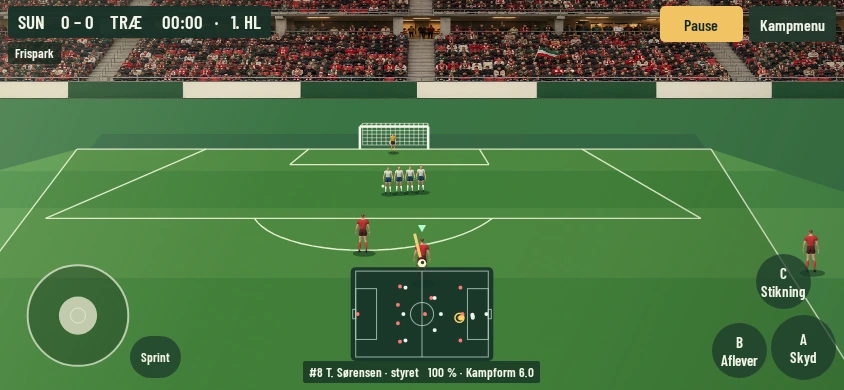 SUN 0 – 0 TRÆ 00:00 · 1. HL
Pause
Kampmenu
Frispark
C
Stikning
B
Aflever
A
Skyd
Sprint
#8 T. Sørensen · styret 100 % · Kampform 6.0